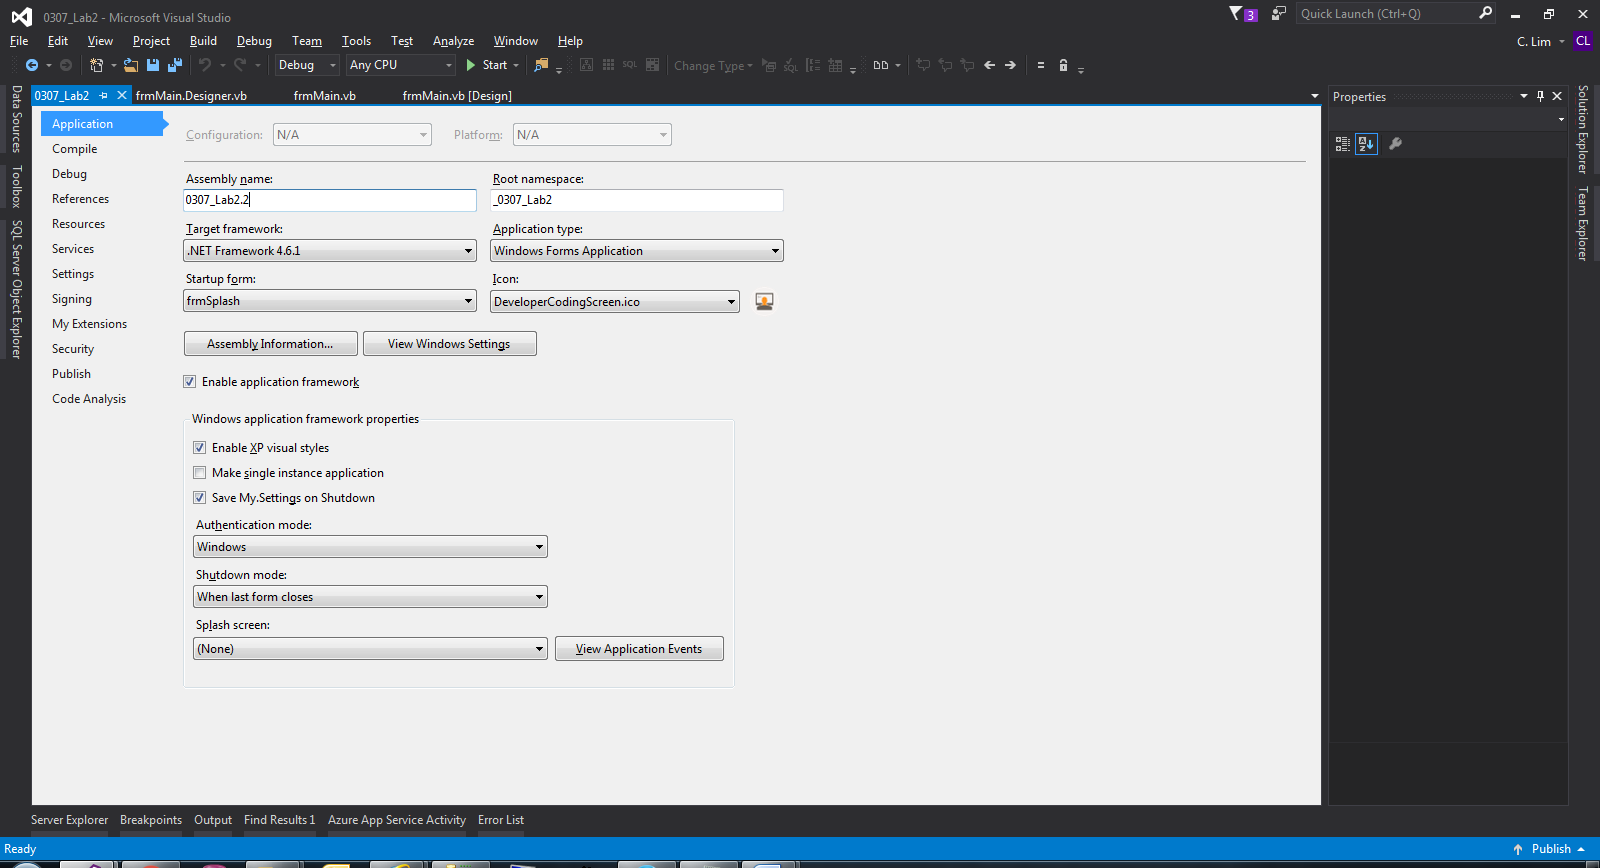 0307_Lab2 - Microsoft Visual Studio
3
Quick Launch (Ctrl+Q)
File Edit View Project Build Debug Team Tools Test Analyze Window Help
C. Lim CL
Debug Any CPU Start SQL Change Type SQL
0307_Lab2 frmMain.Designer.vb frmMain.vb frmMain.vb [Design]
Data Sources
Toolbox
SQL Server Object Explorer
Application
Compile
Debug
References
Resources
Services
Settings
Signing
My Extensions
Security
Publish
Code Analysis
Configuration: N/A Platform: N/A
Assembly name: Root namespace:
0307_Lab2.2 _0307_Lab2
Target framework: Application type:
.NET Framework 4.6.1 Windows Forms Application
Startup form: Icon:
frmSplash DeveloperCodingScreen.ico
Assembly Information... View Windows Settings
Enable application framework
Windows application framework properties
Enable XP visual styles
Make single instance application
Save My.Settings on Shutdown
Authentication mode:
Windows
Shutdown mode:
When last form closes
Splash screen:
(None) View Application Events
Properties
A Z
Solution Explorer
Team Explorer
Server Explorer Breakpoints Output Find Results 1 Azure App Service Activity Error List
Ready Publish